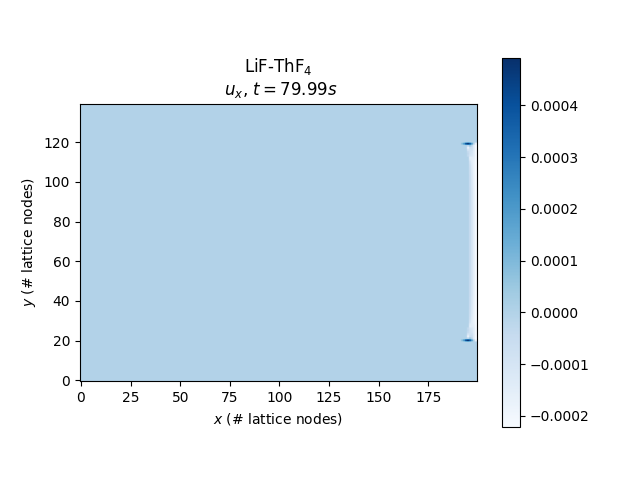 LiF-ThF₄
uₓ, t = 79.99s
120
100
80
60
40
20
0
y (# lattice nodes)
0 25 50 75 100 125 150 175
x (# lattice nodes)
0.0004
0.0003
0.0002
0.0001
0.0000
−0.0001
−0.0002